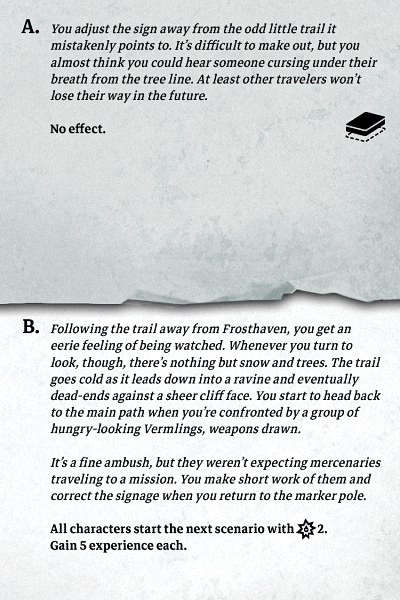 A. You adjust the sign away from the odd little trail it
mistakenly points to. It's difficult to make out, but you
almost think you could hear someone cursing under their
breath from the tree line. At least other travelers won't
lose their way in the future.
No effect.
B. Following the trail away from Frosthaven, you get an
eerie feeling of being watched. Whenever you turn to
look, though, there's nothing but snow and trees. The trail
goes cold as it leads down into a ravine and eventually
dead-ends against a sheer cliff face. You start to head back
to the main path when you're confronted by a group of
hungry-looking Vermlings, weapons drawn.
It's a fine ambush, but they weren't expecting mercenaries
traveling to a mission. You make short work of them and
correct the signage when you return to the marker pole.
All characters start the next scenario with 2.
Gain 5 experience each.